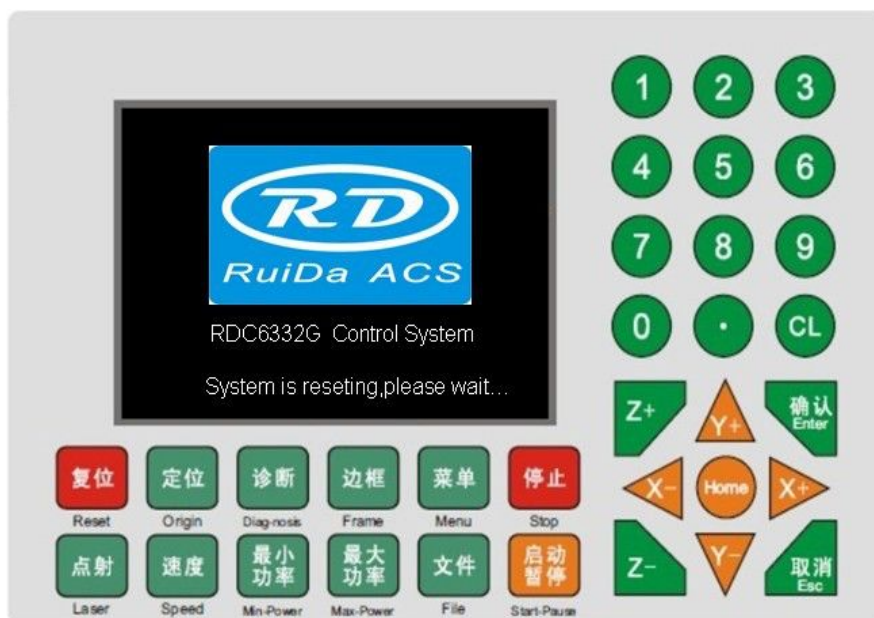 RD
RuiDa ACS
RDC6332G Control System
System is reseting,please wait...
复位 定位 诊断 边框 菜单 停止
Reset Origin Diag-nosis Frame Menu Stop
点射 速度 最小功率 最大功率 文件 启动暂停
Laser Speed Min-Power Max-Power File Start-Pause
1 2 3
4 5 6
7 8 9
0 · CL
Z+ Y+ 确认 Enter
X- Home X+
Z- Y- 取消 Esc